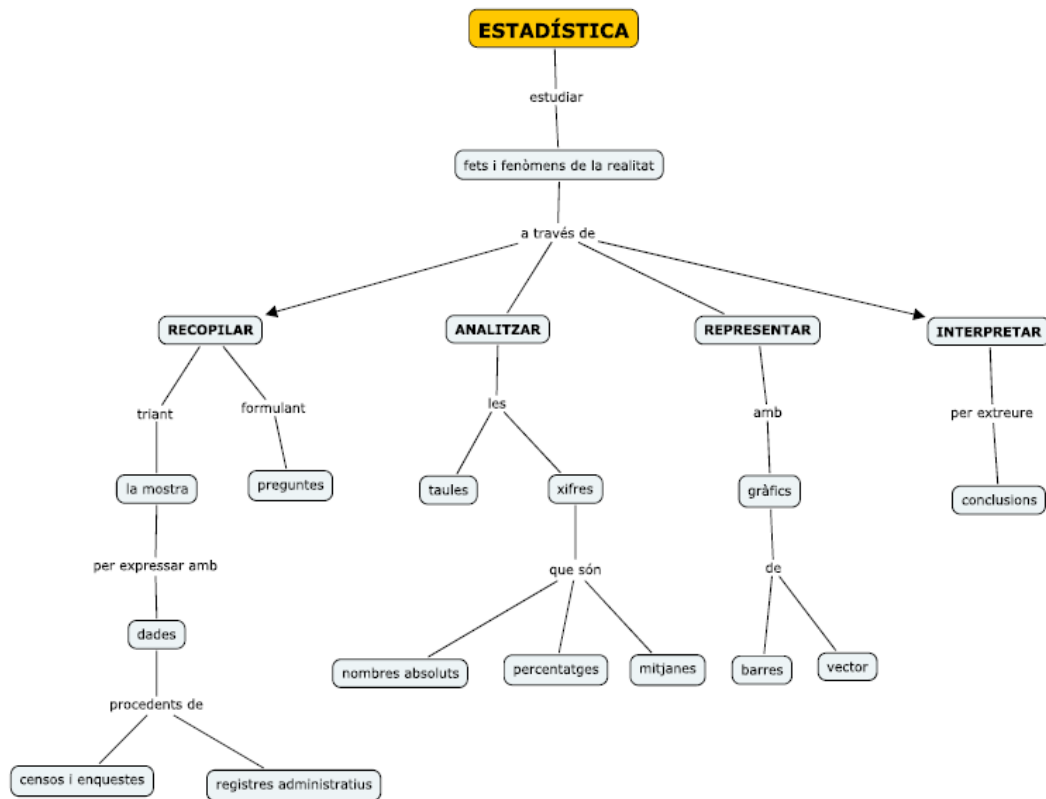 ESTADÍSTICA
estudiar
fets i fenòmens de la realitat
a través de
RECOPILAR
ANALITZAR
REPRESENTAR
INTERPRETAR
triant
formulant
les
amb
per extreure
la mostra
preguntes
taules
xifres
gràfics
conclusions
per expressar amb
que són
de
dades
nombres absoluts
percentatges
mitjanes
barres
vector
procedents de
censos i enquestes
registres administratius